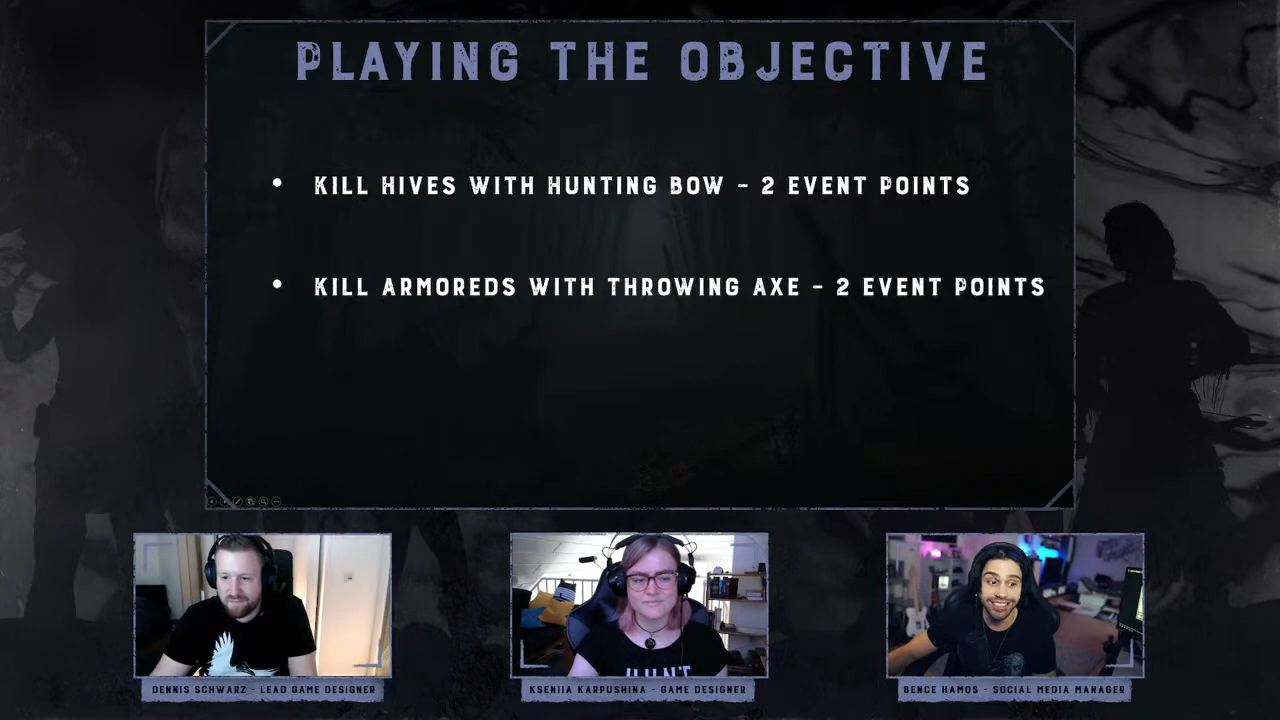 PLAYING THE OBJECTIVE
• KILL HIVES WITH HUNTING BOW - 2 EVENT POINTS
• KILL ARMOREDS WITH THROWING AXE - 2 EVENT POINTS
HUNT
DENNIS SCHWARZ - LEAD GAME DESIGNER
KSENIIA KARPUSHINA - GAME DESIGNER
BENCE HAMOS - SOCIAL MEDIA MANAGER